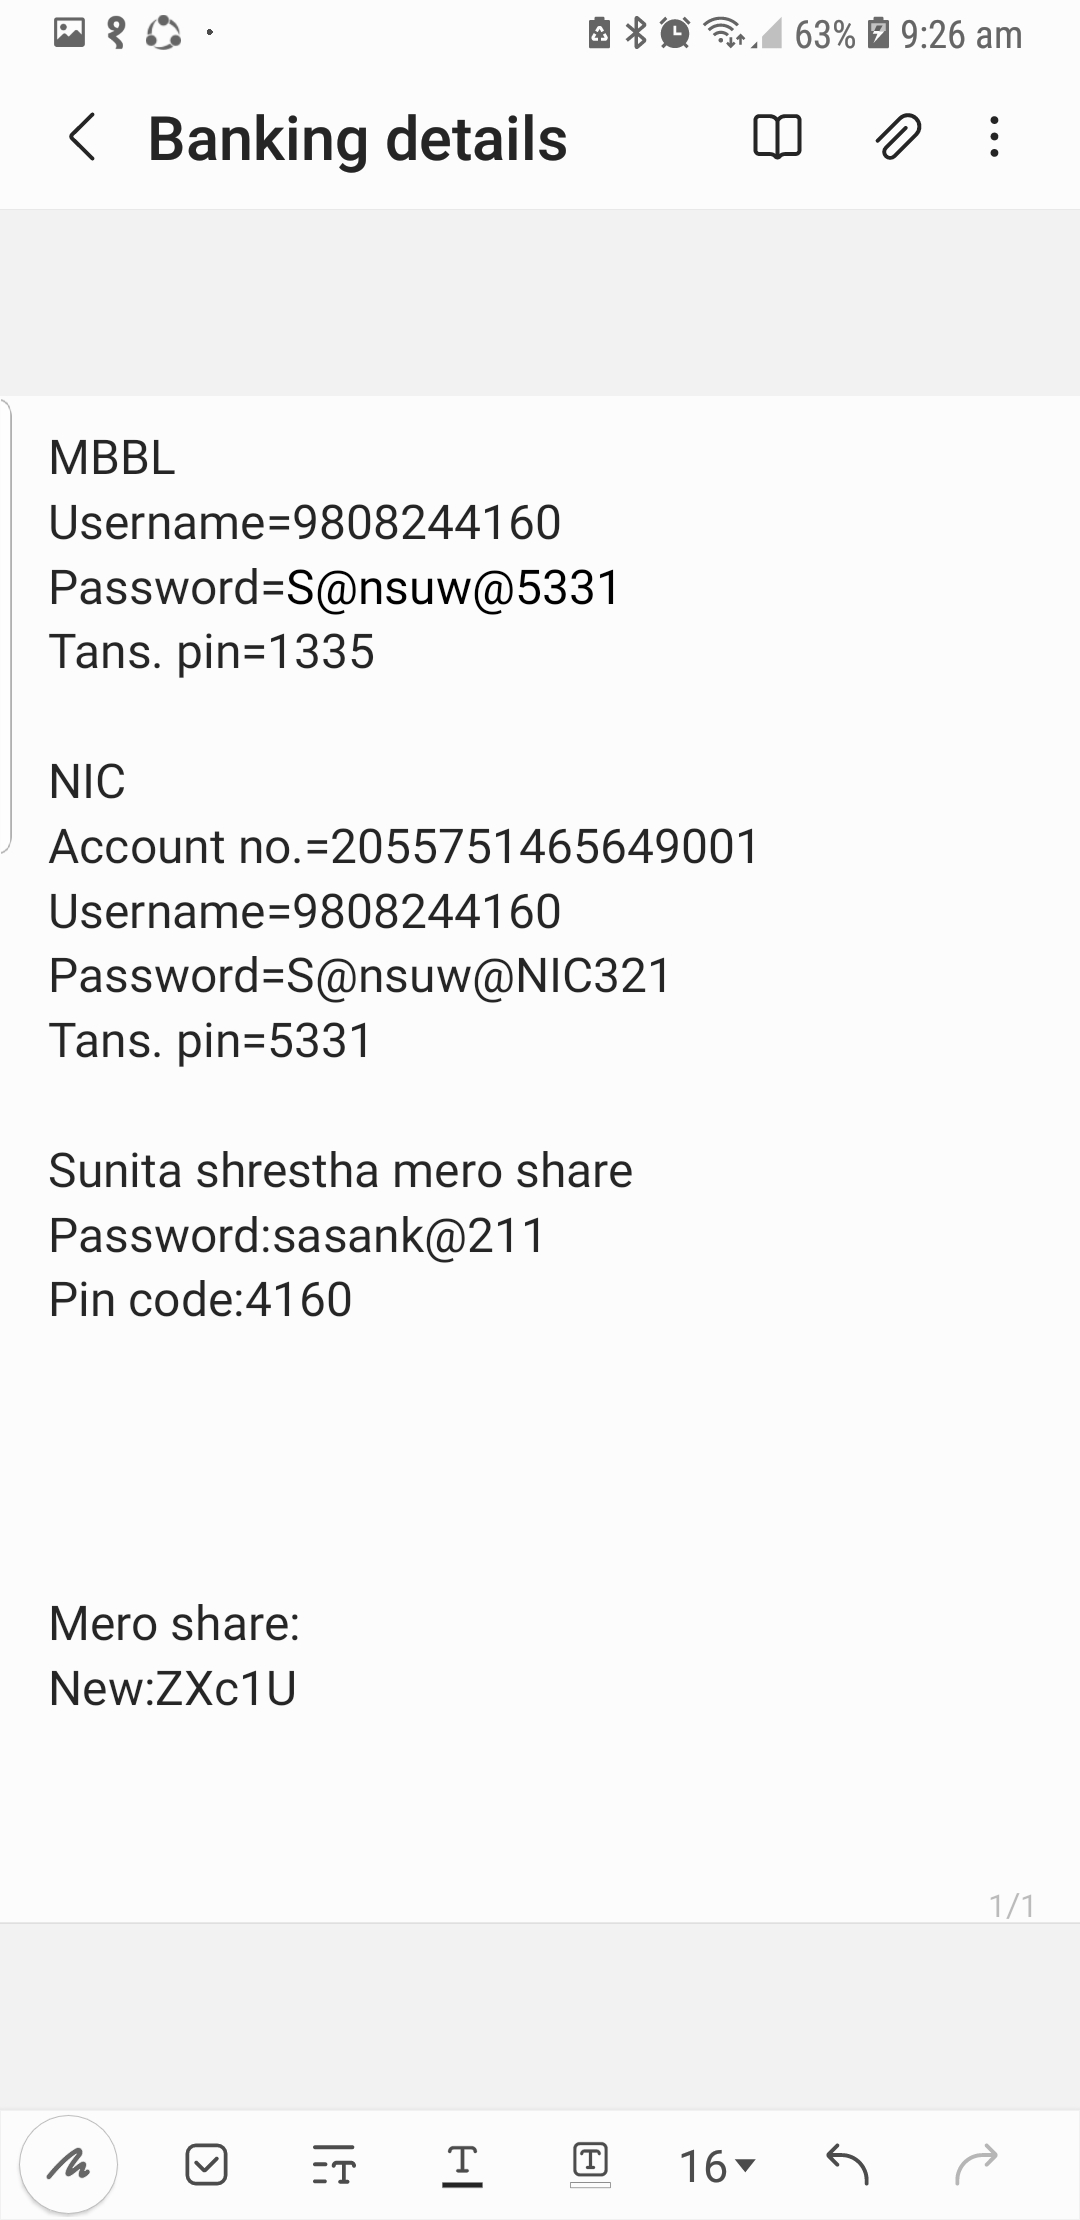 63% 9:26 am
Banking details
MBBL
Username=9808244160
Password=S@nsuw@5331
Tans. pin=1335
NIC
Account no.=2055751465649001
Username=9808244160
Password=S@nsuw@NIC321
Tans. pin=5331
Sunita shrestha mero share
Password:sasank@211
Pin code:4160
Mero share:
New:ZXc1U
1/1
16